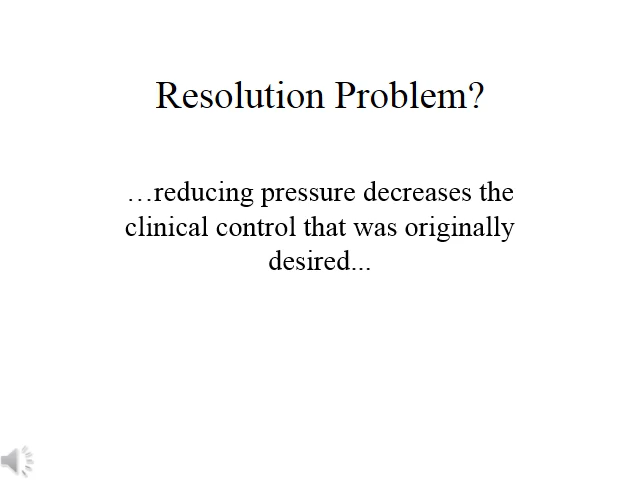 Resolution Problem?
…reducing pressure decreases the
clinical control that was originally
desired...